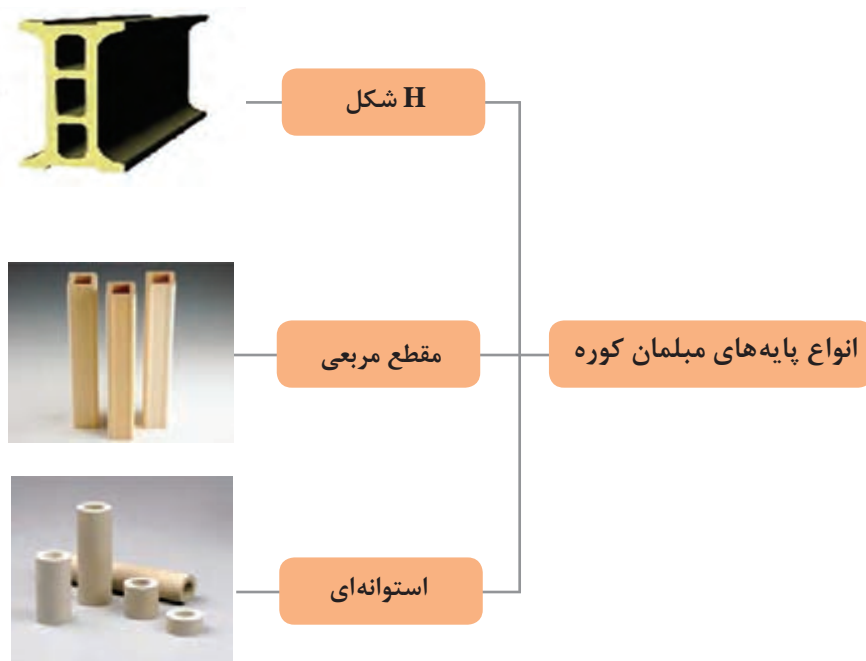 انواع پایه‌های مبلمان کوره
H شکل
مقطع مربعی
استوانه‌ای